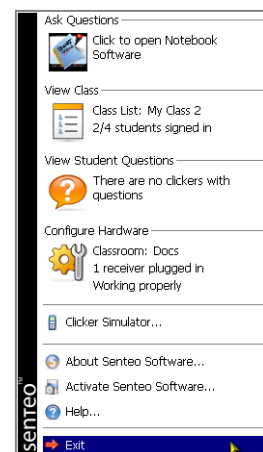 Ask Questions
Click to open Notebook
Software
View Class
Class List: My Class 2
2/4 students signed in
View Student Questions
There are no clickers with
questions
Configure Hardware
Classroom: Docs
1 receiver plugged in
Working properly
Clicker Simulator...
About Senteo Software...
Activate Senteo Software...
Help...
Exit
senteo™